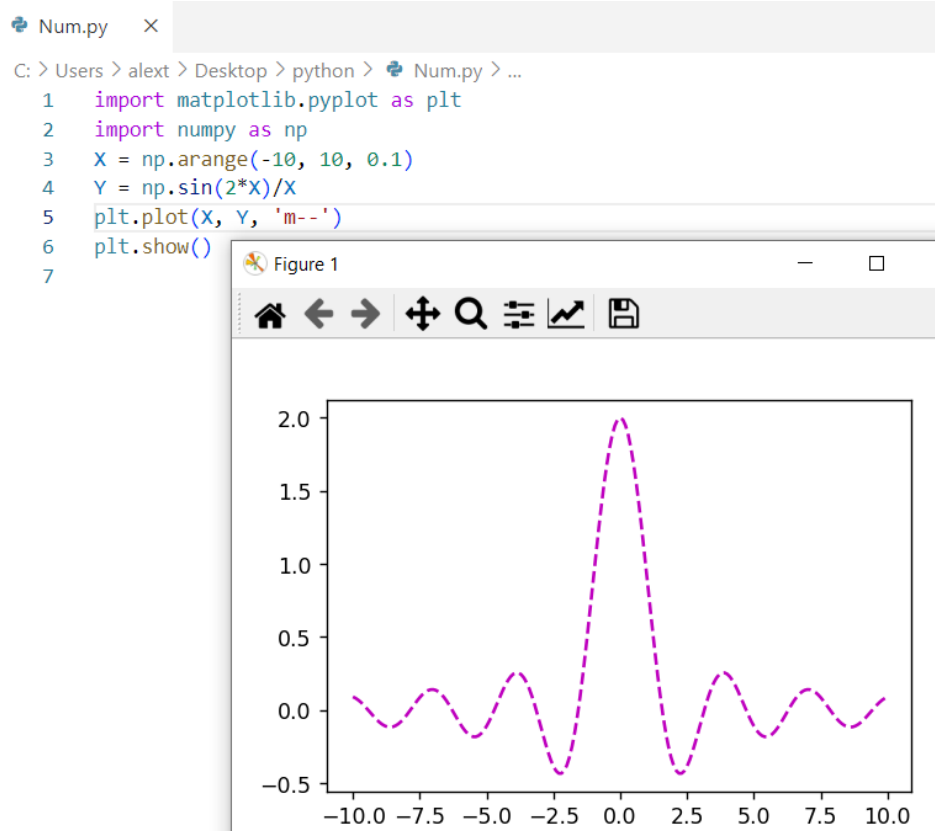 Num.py
C: > Users > alext > Desktop > python > Num.py > ...
1 import matplotlib.pyplot as plt
2 import numpy as np
3 X = np.arange(-10, 10, 0.1)
4 Y = np.sin(2*X)/X
5 plt.plot(X, Y, 'm--')
6 plt.show()
7
Figure 1
2.0
1.5
1.0
0.5
0.0
−0.5
−10.0 −7.5 −5.0 −2.5 0.0 2.5 5.0 7.5 10.0